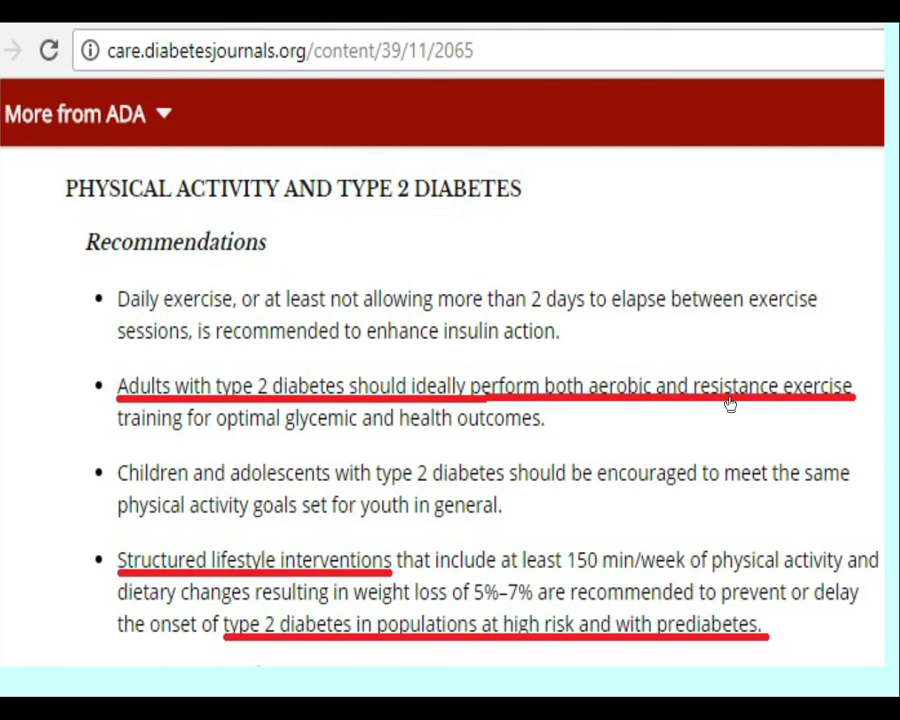 care.diabetesjournals.org/content/39/11/2065
More from ADA
PHYSICAL ACTIVITY AND TYPE 2 DIABETES
Recommendations
Daily exercise, or at least not allowing more than 2 days to elapse between exercise
sessions, is recommended to enhance insulin action.
Adults with type 2 diabetes should ideally perform both aerobic and resistance exercise
training for optimal glycemic and health outcomes.
Children and adolescents with type 2 diabetes should be encouraged to meet the same
physical activity goals set for youth in general.
Structured lifestyle interventions that include at least 150 min/week of physical activity and
dietary changes resulting in weight loss of 5%–7% are recommended to prevent or delay
the onset of type 2 diabetes in populations at high risk and with prediabetes.